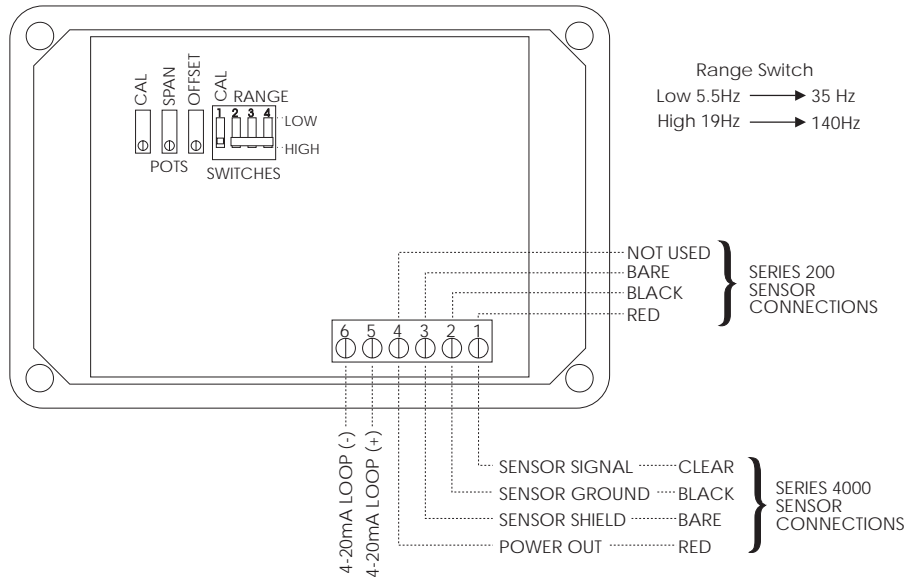 CAL
SPAN
OFFSET
CAL
RANGE
1 2 3 4
LOW
HIGH
POTS
SWITCHES
Range Switch
Low 5.5Hz 35 Hz
High 19Hz 140Hz
NOT USED
BARE
BLACK
RED
SERIES 200
SENSOR
CONNECTIONS
6 5 4 3 2 1
4-20mA LOOP (-)
4-20mA LOOP (+)
SENSOR SIGNAL CLEAR
SENSOR GROUND BLACK
SENSOR SHIELD BARE
POWER OUT RED
SERIES 4000
SENSOR
CONNECTIONS